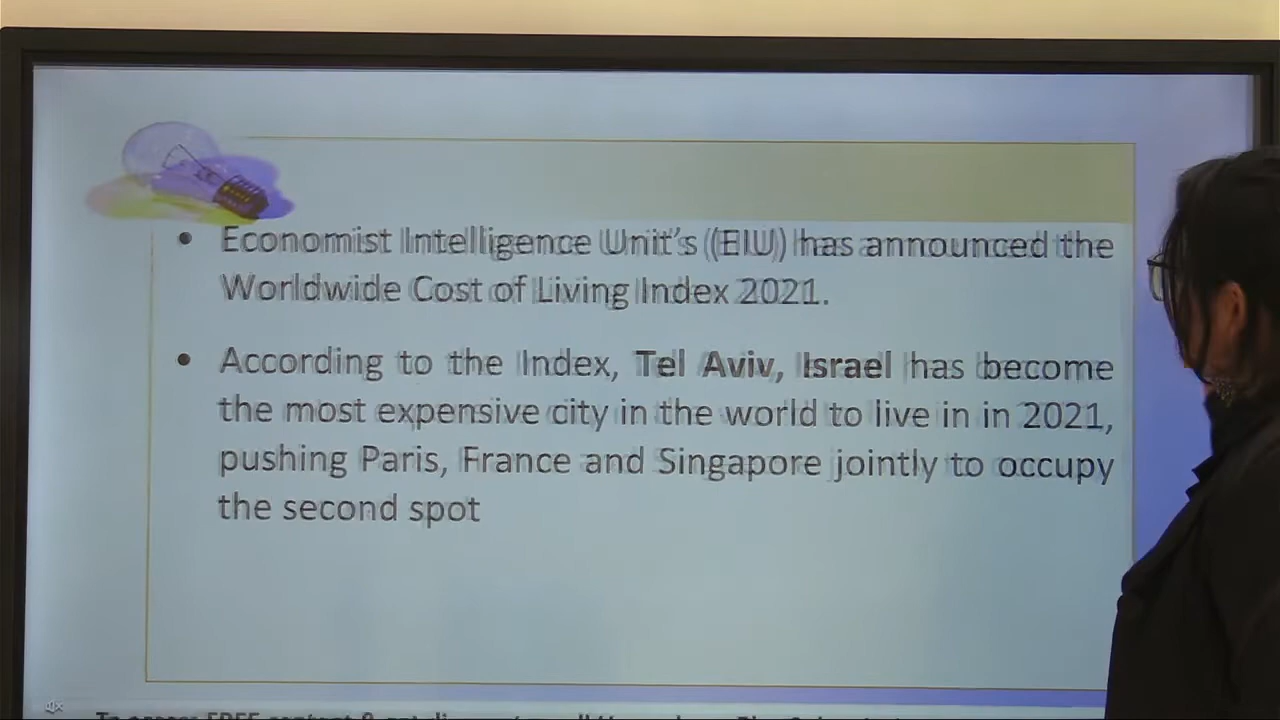 • Economist Intelligence Unit's (EIU) has announced the
Worldwide Cost of Living Index 2021.
• According to the Index, Tel Aviv, Israel has become
the most expensive city in the world to live in in 2021,
pushing Paris, France and Singapore jointly to occupy
the second spot